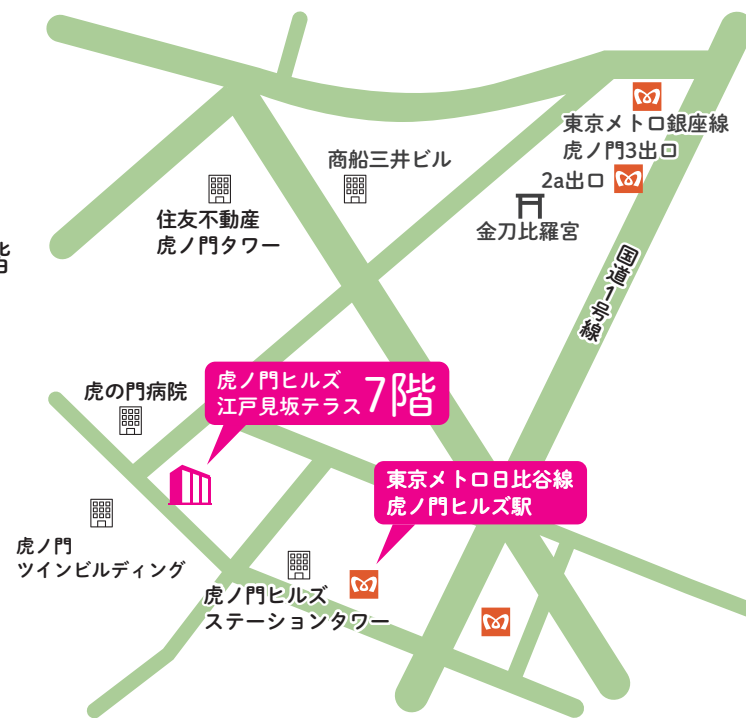 東京メトロ銀座線
虎ノ門3出口
2a出口
商船三井ビル
住友不動産
虎ノ門タワー
金刀比羅宮
国道1号線
虎の門病院
虎ノ門ヒルズ
江戸見坂テラス 7階
東京メトロ日比谷線
虎ノ門ヒルズ駅
虎ノ門
ツインビルディング
虎ノ門ヒルズ
ステーションタワー